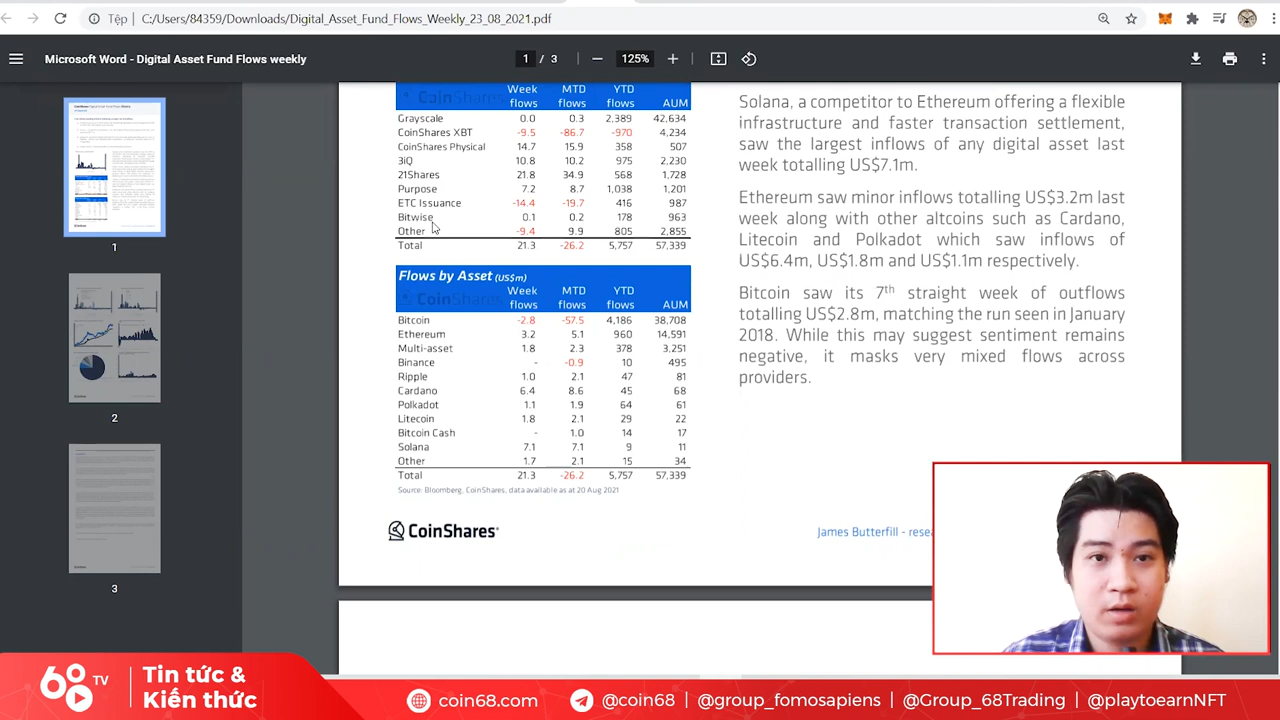 Tệp
C:/Users/84359/Downloads/Digital_Asset_Fund_Flows_Weekly_23_08_2021.pdf
Microsoft Word - Digital Asset Fund Flows weekly
1 / 3
125%
1
2
3
CoinShares
Week flows MTD flows YTD flows AUM
Grayscale 0.0 0.3 2,389 42,634
CoinShares XBT -9.5 -86.7 -970 4,234
CoinShares Physical 14.7 15.9 358 507
3iQ 10.8 10.2 975 2,230
21Shares 21.8 34.9 568 1,728
Purpose 7.2 8.7 1,038 1,201
ETC Issuance -14.4 -19.7 416 987
Bitwise 0.1 0.2 178 963
Other -9.4 9.9 805 2,855
Total 21.3 -26.2 5,757 57,339
Flows by Asset (US$m)
CoinShares
Week flows MTD flows YTD flows AUM
Bitcoin -2.8 -57.5 4,186 38,708
Ethereum 3.2 5.1 960 14,591
Multi-asset 1.8 2.3 378 3,251
Binance - -0.9 10 495
Ripple 1.0 2.1 47 81
Cardano 6.4 8.6 45 68
Polkadot 1.1 1.9 64 61
Litecoin 1.8 2.1 29 22
Bitcoin Cash - 1.0 14 17
Solana 7.1 7.1 9 11
Other 1.7 2.1 15 34
Total 21.3 -26.2 5,757 57,339
Source: Bloomberg, CoinShares, data available as at 20 Aug 2021
CoinShares
Solana, a competitor to Ethereum offering a flexible
infrastructure and faster transaction settlement,
saw the largest inflows of any digital asset last
week totalling US$7.1m.
Ethereum saw minor inflows totalling US$3.2m last
week along with other altcoins such as Cardano,
Litecoin and Polkadot which saw inflows of
US$6.4m, US$1.8m and US$1.1m respectively.
Bitcoin saw its 7th straight week of outflows
totalling US$2.8m, matching the run seen in January
2018. While this may suggest sentiment remains
negative, it masks very mixed flows across
providers.
James Butterfill - resea
68 TV
Tin tức &
Kiến thức
coin68.com
@coin68 | @group_fomosapiens | @Group_68Trading | @playtoearnNFT